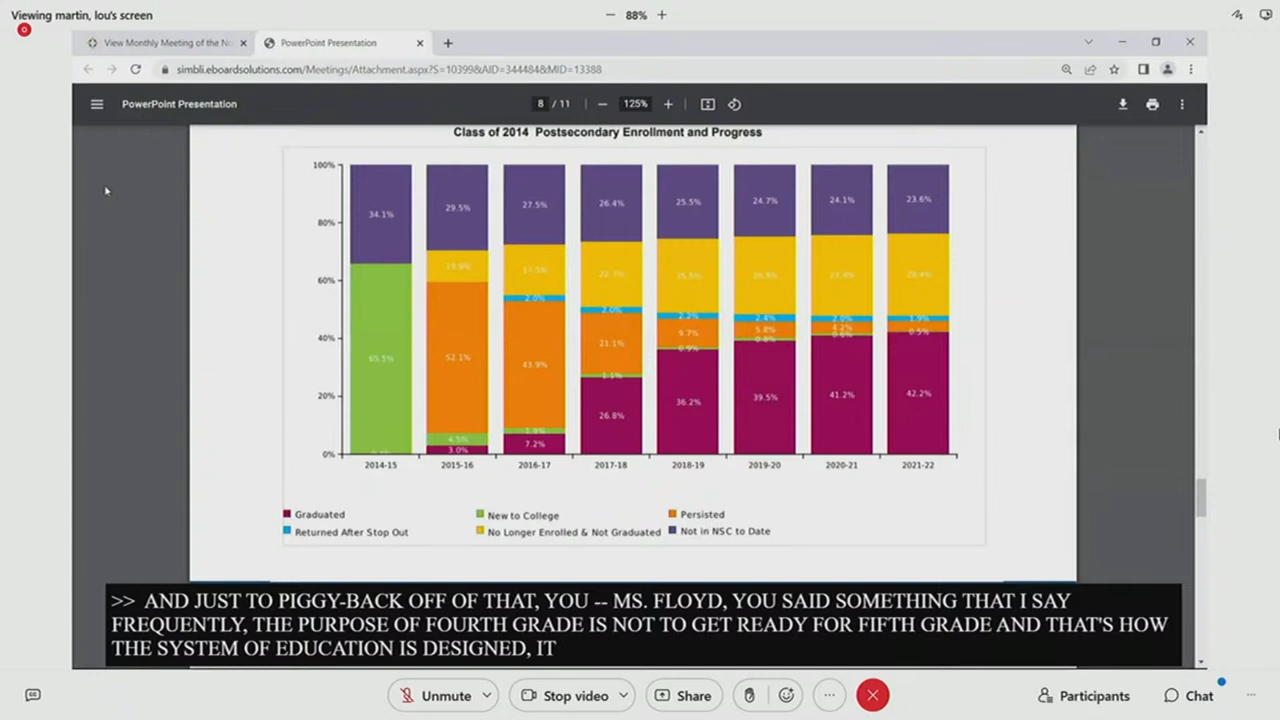 Viewing martin, lou's screen
88%
View Monthly Meeting of the No
PowerPoint Presentation
simbli.eboardsolutions.com/Meetings/Attachment.aspx?S=10399&AID=344484&MID=13388
PowerPoint Presentation
8 / 11
125%
Class of 2014 Postsecondary Enrollment and Progress
100%
80%
60%
40%
20%
0%
34.1% 29.5% 27.5% 26.4% 25.5% 24.7% 24.1% 23.6%
2.0% 2.0% 2.2% 2.4% 2.0% 1.9%
65.5% 52.1% 43.9% 21.1% 9.7% 5.8% 4.2%
4.5% 1.1% 0.9% 0.8% 0.6% 0.5%
3.0% 7.2% 26.8% 36.2% 39.5% 41.2% 42.2%
2014-15 2015-16 2016-17 2017-18 2018-19 2019-20 2020-21 2021-22
Graduated New to College Persisted
Returned After Stop Out No Longer Enrolled & Not Graduated Not in NSC to Date
>> AND JUST TO PIGGY-BACK OFF OF THAT, YOU -- MS. FLOYD, YOU SAID SOMETHING THAT I SAY
FREQUENTLY, THE PURPOSE OF FOURTH GRADE IS NOT TO GET READY FOR FIFTH GRADE AND THAT'S HOW
THE SYSTEM OF EDUCATION IS DESIGNED, IT
Unmute Stop video Share Participants Chat